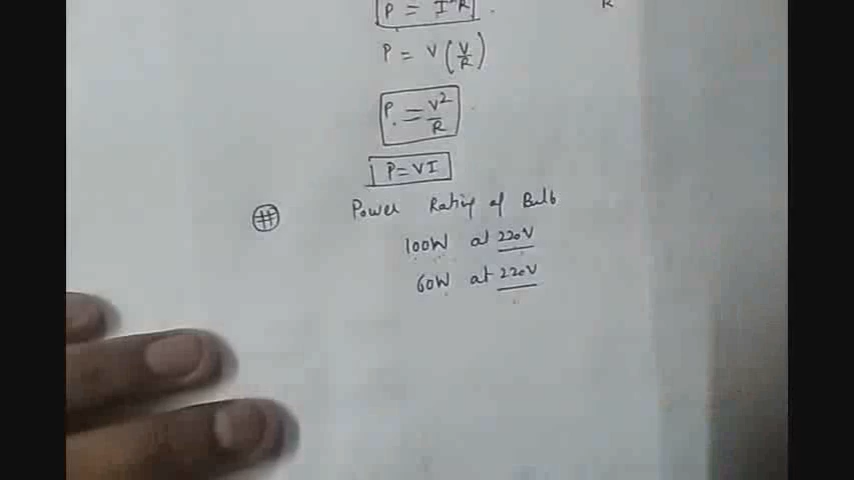 P = I²R
R
P = V (V/R)
P = V²/R
P = VI
# Power Rating of Bulb
100W at 220V
60W at 220V